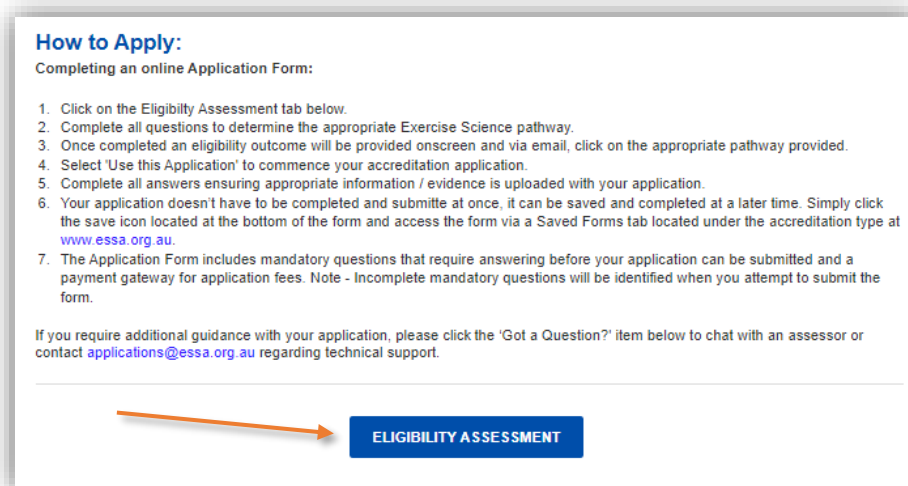 How to Apply:
Completing an online Application Form:
1. Click on the Eligibilty Assessment tab below.
2. Complete all questions to determine the appropriate Exercise Science pathway.
3. Once completed an eligibility outcome will be provided onscreen and via email, click on the appropriate pathway provided.
4. Select 'Use this Application' to commence your accreditation application.
5. Complete all answers ensuring appropriate information / evidence is uploaded with your application.
6. Your application doesn't have to be completed and submitte at once, it can be saved and completed at a later time. Simply click
the save icon located at the bottom of the form and access the form via a Saved Forms tab located under the accreditation type at
www.essa.org.au.
7. The Application Form includes mandatory questions that require answering before your application can be submitted and a
payment gateway for application fees. Note - Incomplete mandatory questions will be identified when you attempt to submit the
form.
If you require additional guidance with your application, please click the 'Got a Question?' item below to chat with an assessor or
contact applications@essa.org.au regarding technical support.
ELIGIBILITY ASSESSMENT